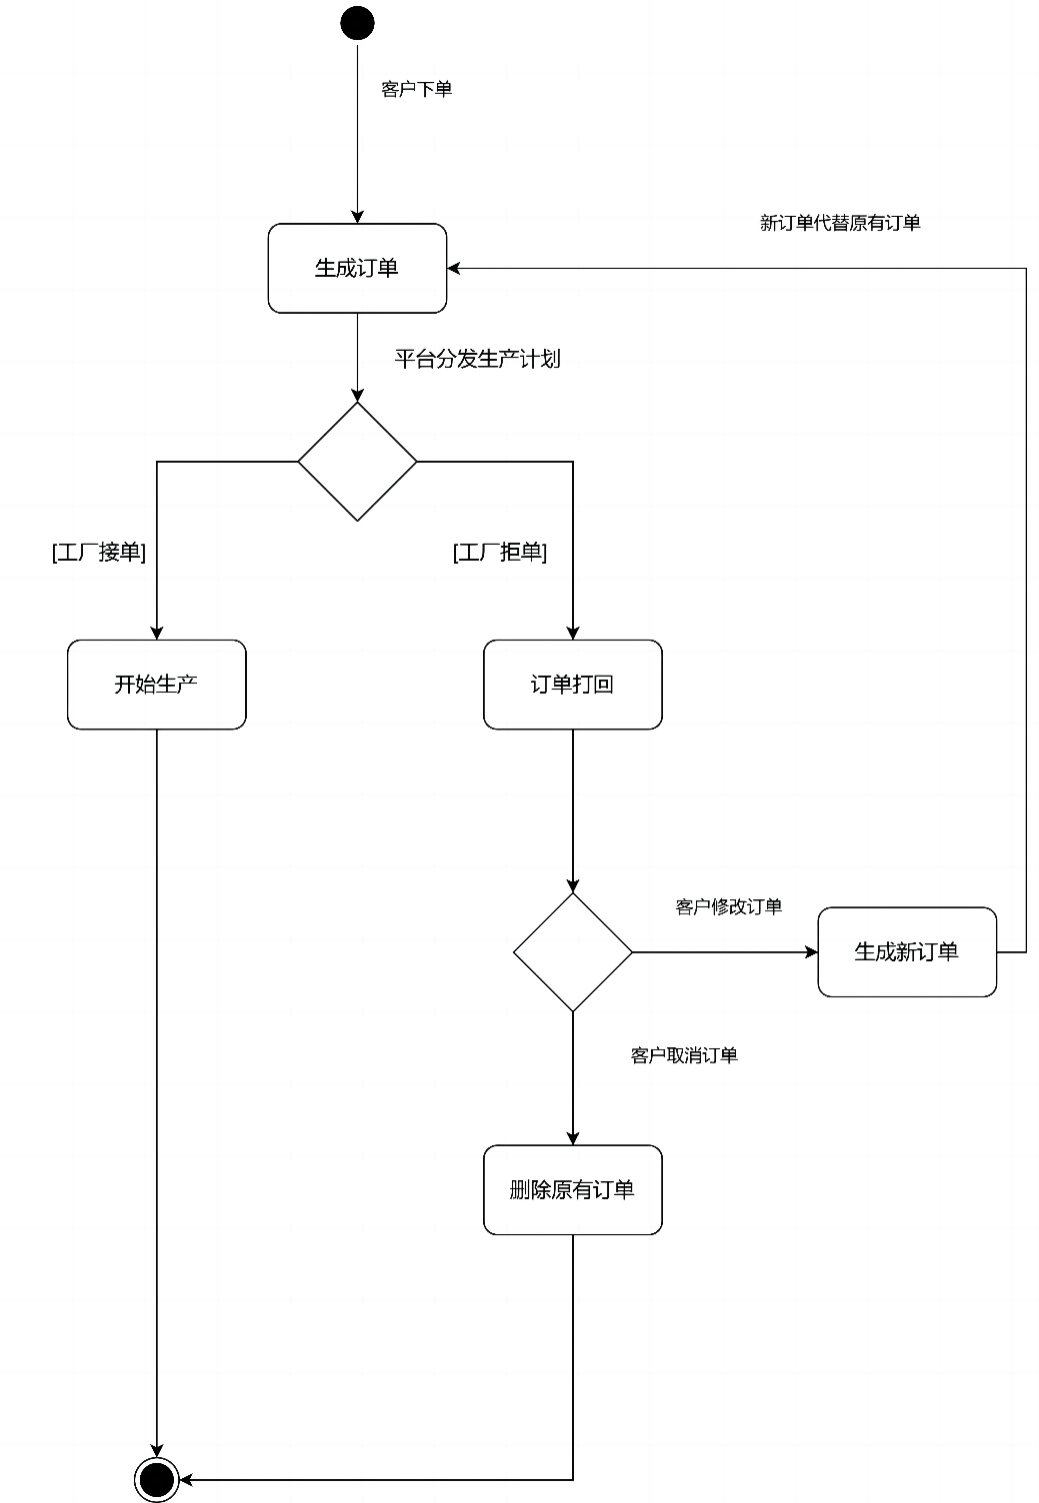 客户下单
新订单代替原有订单
生成订单
平台分发生产计划
[工厂接单]
[工厂拒单]
开始生产
订单打回
客户修改订单
生成新订单
客户取消订单
删除原有订单